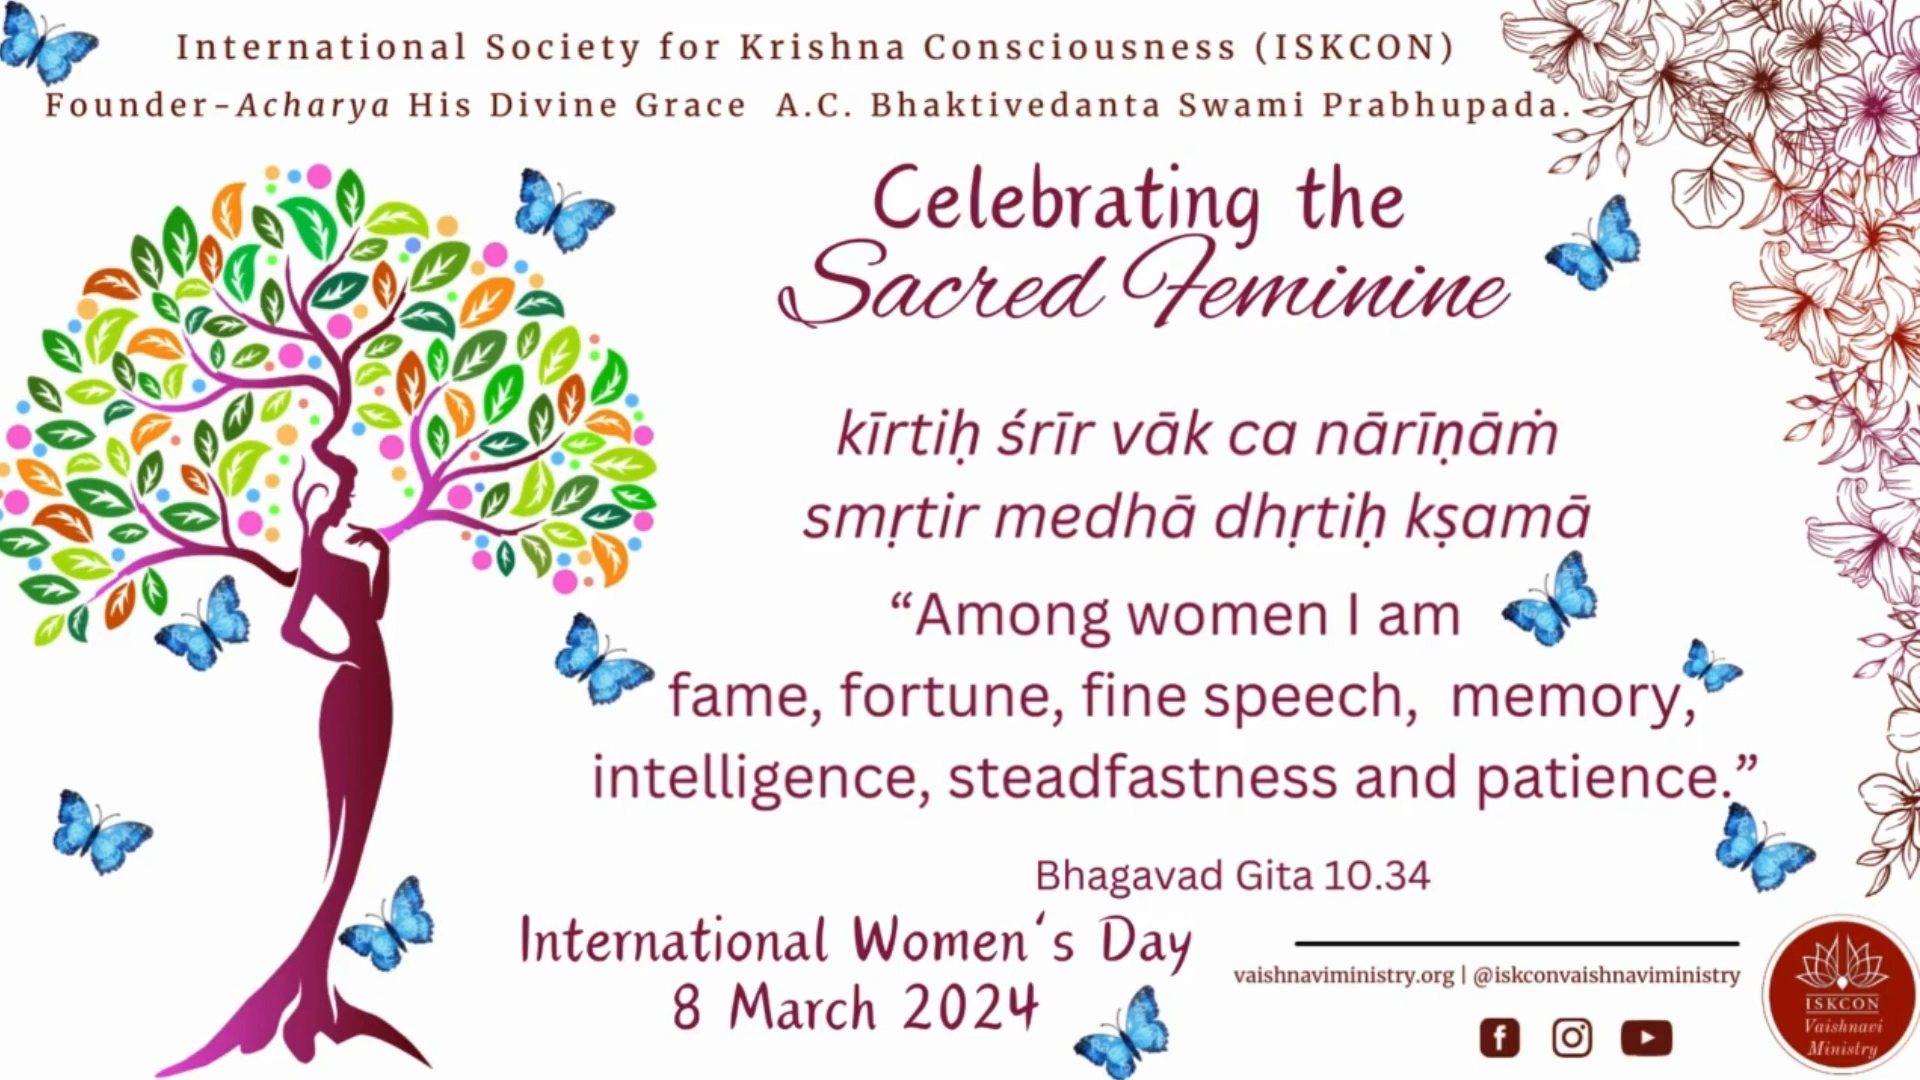 International Society for Krishna Consciousness (ISKCON)
Founder-Acharya His Divine Grace A.C. Bhaktivedanta Swami Prabhupada.
Celebrating the
Sacred Feminine
kīrtiḥ śrīr vāk ca nārīṇāṁ
smṛtir medhā dhṛtiḥ kṣamā
“Among women I am
fame, fortune, fine speech, memory,
intelligence, steadfastness and patience.”
Bhagavad Gita 10.34
International Women‘s Day
8 March 2024
vaishnaviministry.org | @iskconvaishnaviministry
ISKCON
Vaishnavi
Ministry